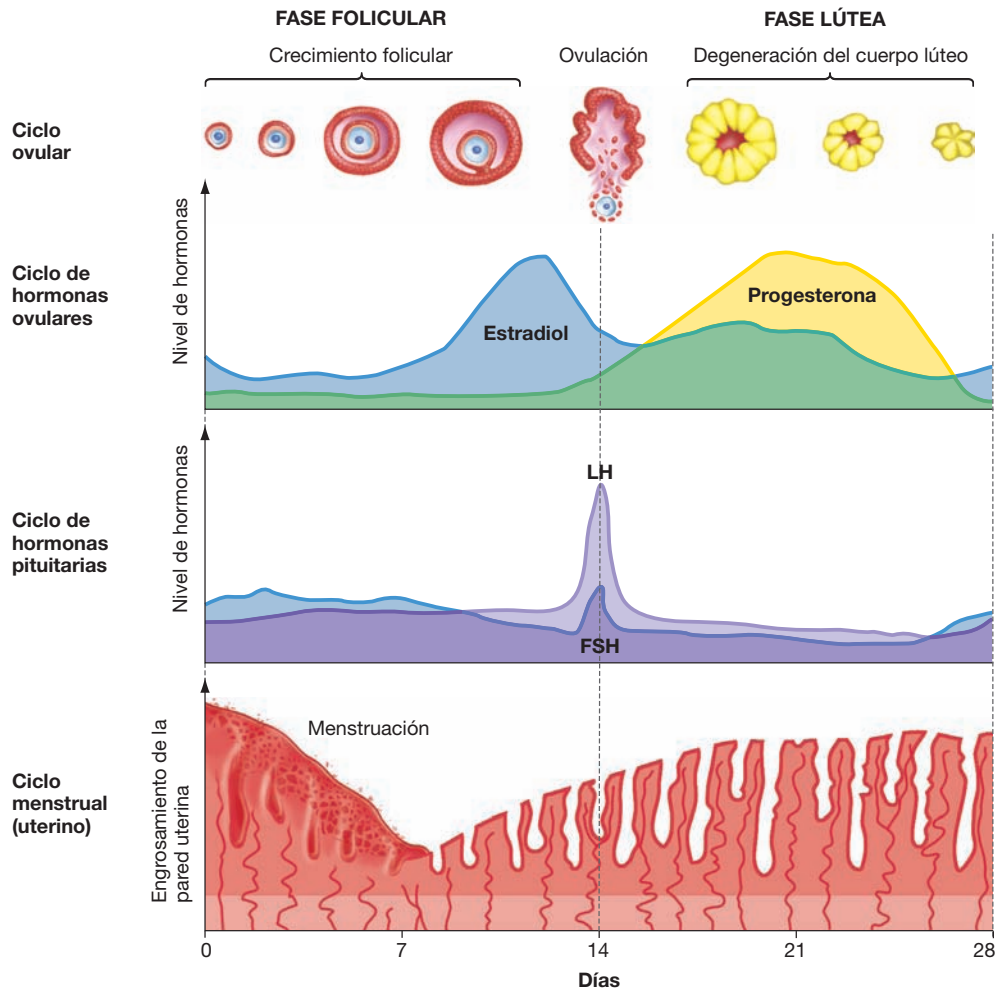 FASE FOLICULAR
FASE LÚTEA
Crecimiento folicular
Ovulación
Degeneración del cuerpo lúteo
Ciclo
ovular
Nivel de hormonas
Ciclo de
hormonas
ovulares
Estradiol
Progesterona
Nivel de hormonas
Ciclo de
hormonas
pituitarias
LH
FSH
Engrosamiento de la
pared uterina
Ciclo
menstrual
(uterino)
Menstruación
0 7 14 21 28
Días